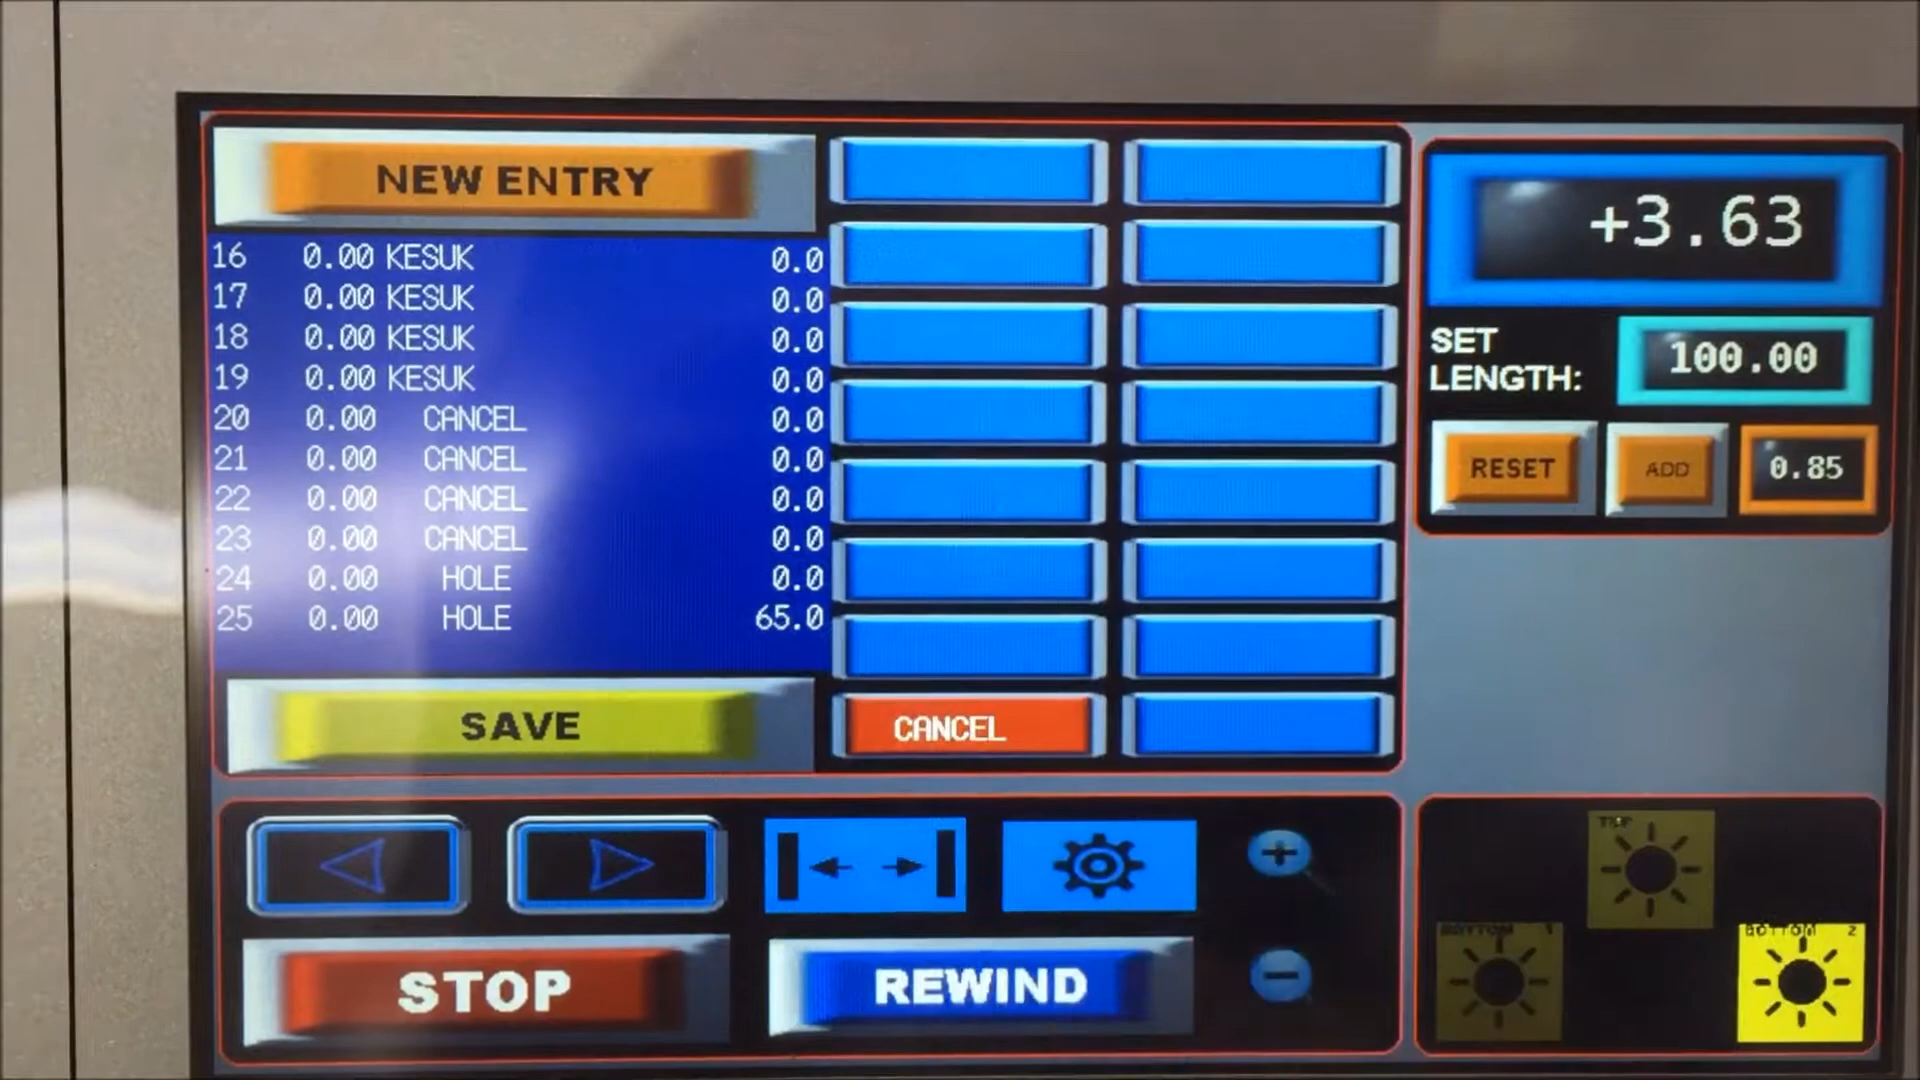 NEW ENTRY
16 0.00 KESUK 0.0
17 0.00 KESUK 0.0
18 0.00 KESUK 0.0
19 0.00 KESUK 0.0
20 0.00 CANCEL 0.0
21 0.00 CANCEL 0.0
22 0.00 CANCEL 0.0
23 0.00 CANCEL 0.0
24 0.00 HOLE 0.0
25 0.00 HOLE 65.0
SAVE
CANCEL
+3.63
SET LENGTH: 100.00
RESET ADD 0.85
STOP
REWIND
TOP
BOTTOM 1
BOTTOM 2